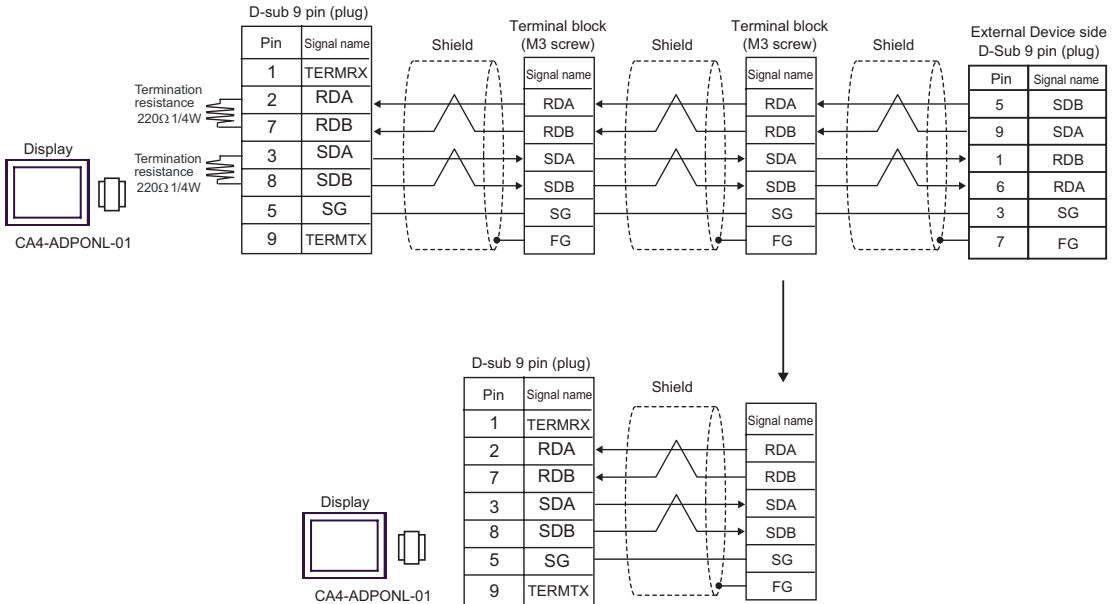 D-sub 9 pin (plug)
Pin Signal name
1 TERMRX
2 RDA
7 RDB
3 SDA
8 SDB
5 SG
9 TERMTX
Termination
resistance
220Ω 1/4W
Termination
resistance
220Ω 1/4W
Display
CA4-ADPONL-01
Shield
Terminal block
(M3 screw)
Signal name
RDA
RDB
SDA
SDB
SG
FG
Shield
Terminal block
(M3 screw)
Signal name
RDA
RDB
SDA
SDB
SG
FG
Shield
External Device side
D-Sub 9 pin (plug)
Pin Signal name
5 SDB
9 SDA
1 RDB
6 RDA
3 SG
7 FG
D-sub 9 pin (plug)
Pin Signal name
1 TERMRX
2 RDA
7 RDB
3 SDA
8 SDB
5 SG
9 TERMTX
Display
CA4-ADPONL-01
Shield
Signal name
RDA
RDB
SDA
SDB
SG
FG